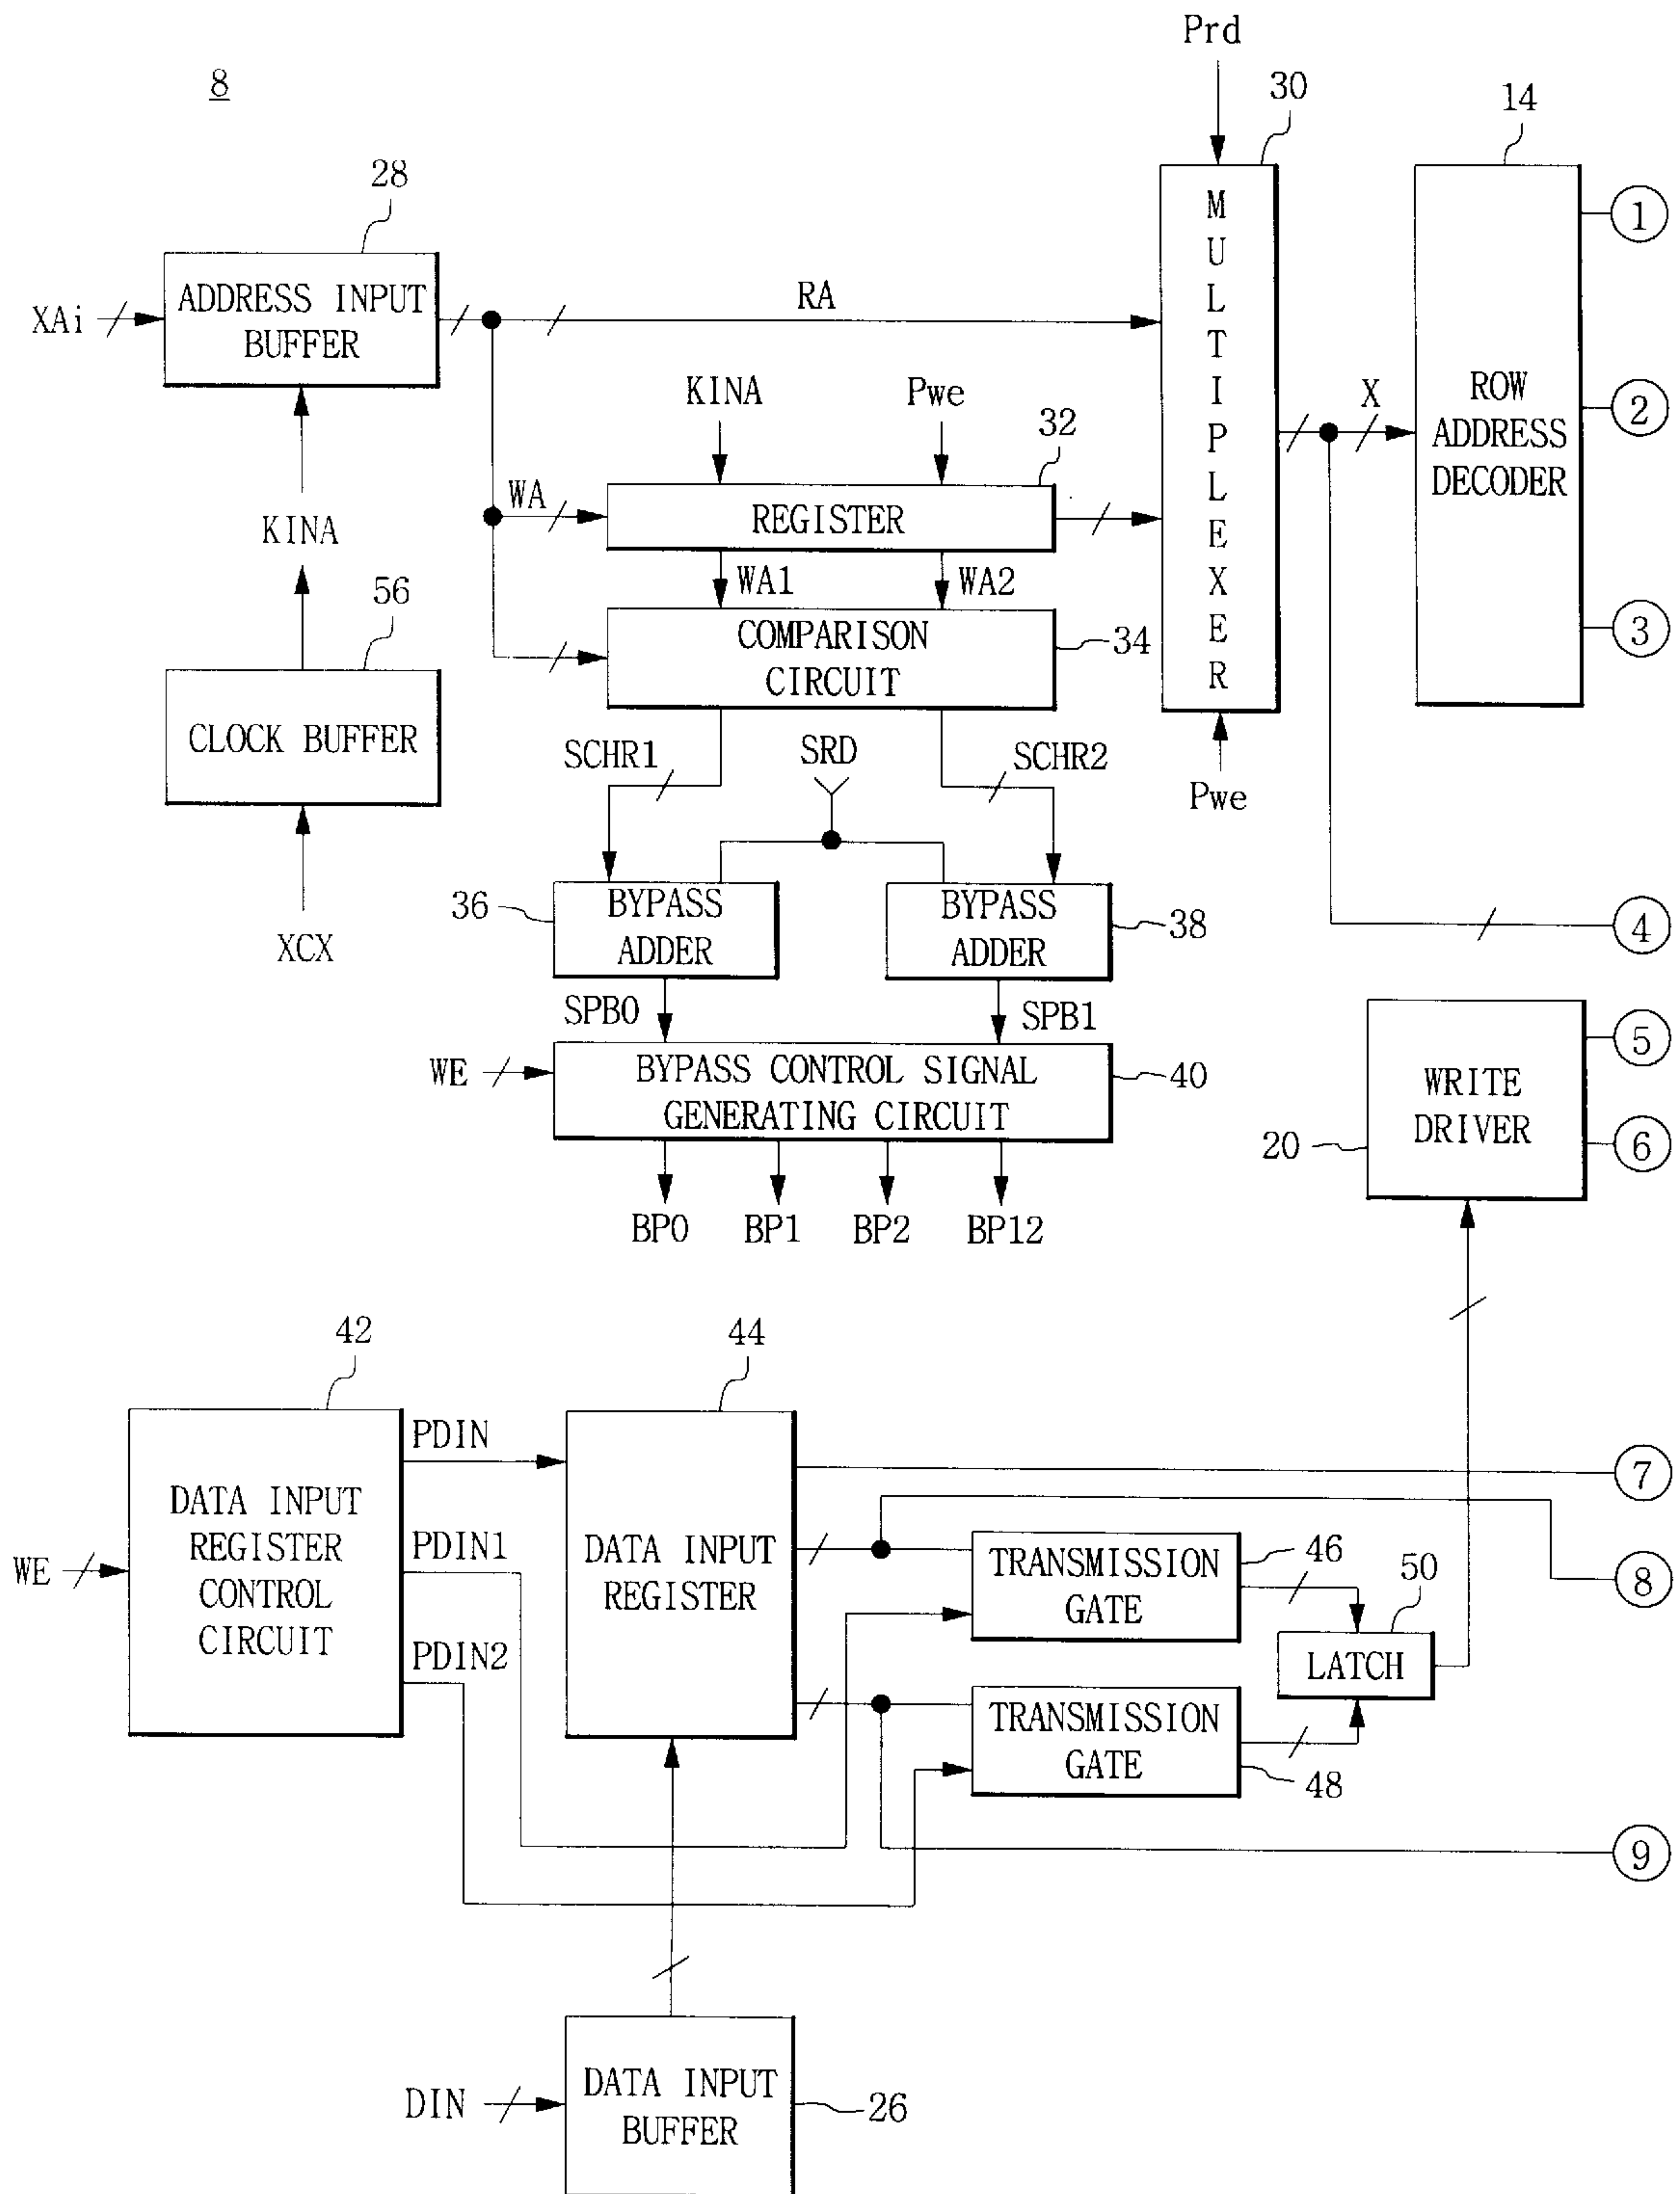 Prd
8
30
14
28
MULTIPLEXER
1
ADDRESS INPUT
BUFFER
XAi
RA
KINA
Pwe
32
X
ROW
ADDRESS
DECODER
2
WA
REGISTER
KINA
WA1
WA2
56
COMPARISON
CIRCUIT
34
3
CLOCK BUFFER
SCHR1
SRD
SCHR2
Pwe
36
BYPASS
ADDER
BYPASS
ADDER
38
4
XCX
SPB0
SPB1
5
WE
BYPASS CONTROL SIGNAL
GENERATING CIRCUIT
40
WRITE
DRIVER
20
6
BP0
BP1
BP2
BP12
42
44
PDIN
7
DATA INPUT
REGISTER
CONTROL
CIRCUIT
PDIN1
DATA INPUT
REGISTER
TRANSMISSION
GATE
46
8
WE
50
PDIN2
LATCH
TRANSMISSION
GATE
48
9
DIN
DATA INPUT
BUFFER
26